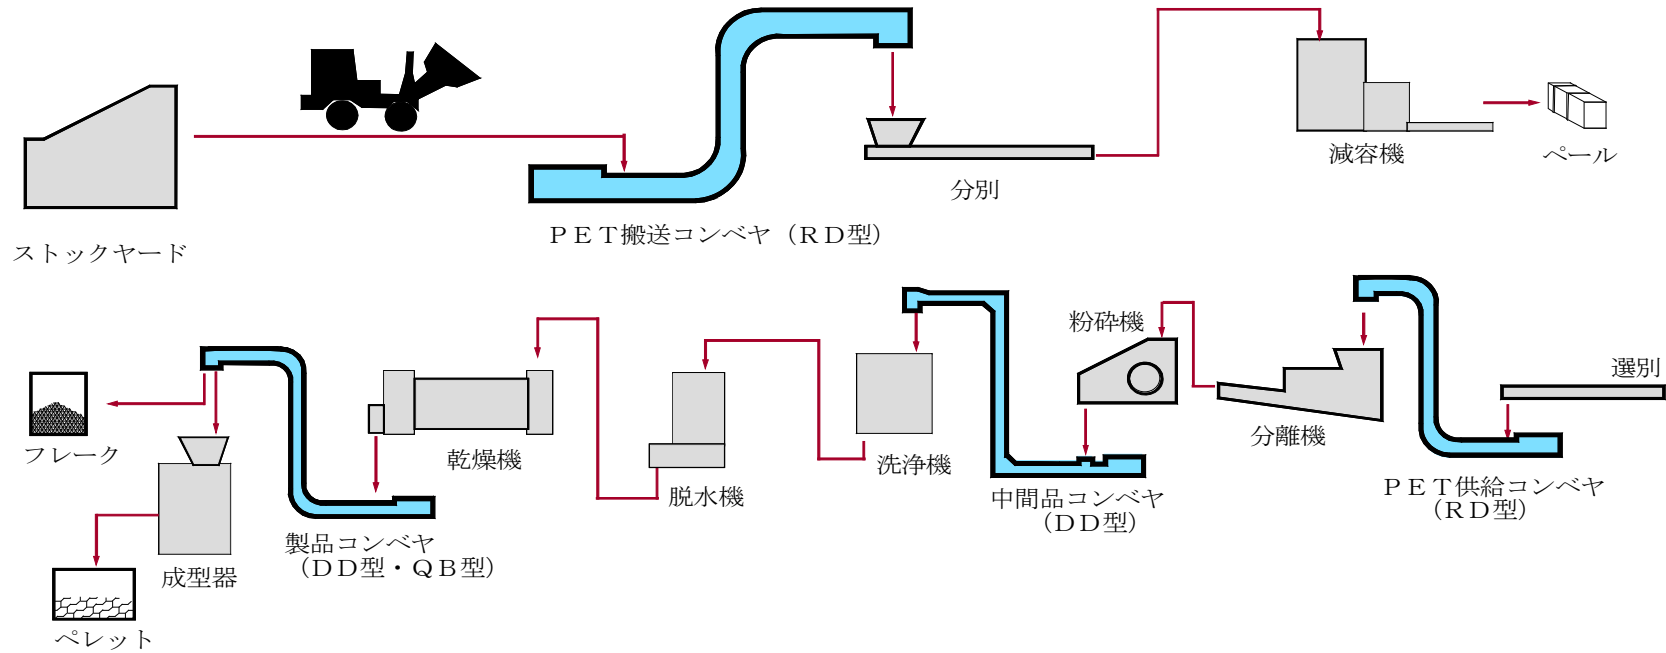 減容機
ペール
分別
PET搬送コンベヤ（RD型）
ストックヤード
粉砕機
選別
フレーク
乾燥機
脱水機
洗浄機
分離機
中間品コンベヤ
（DD型）
PET供給コンベヤ
（RD型）
製品コンベヤ
（DD型・QB型）
成型器
ペレット